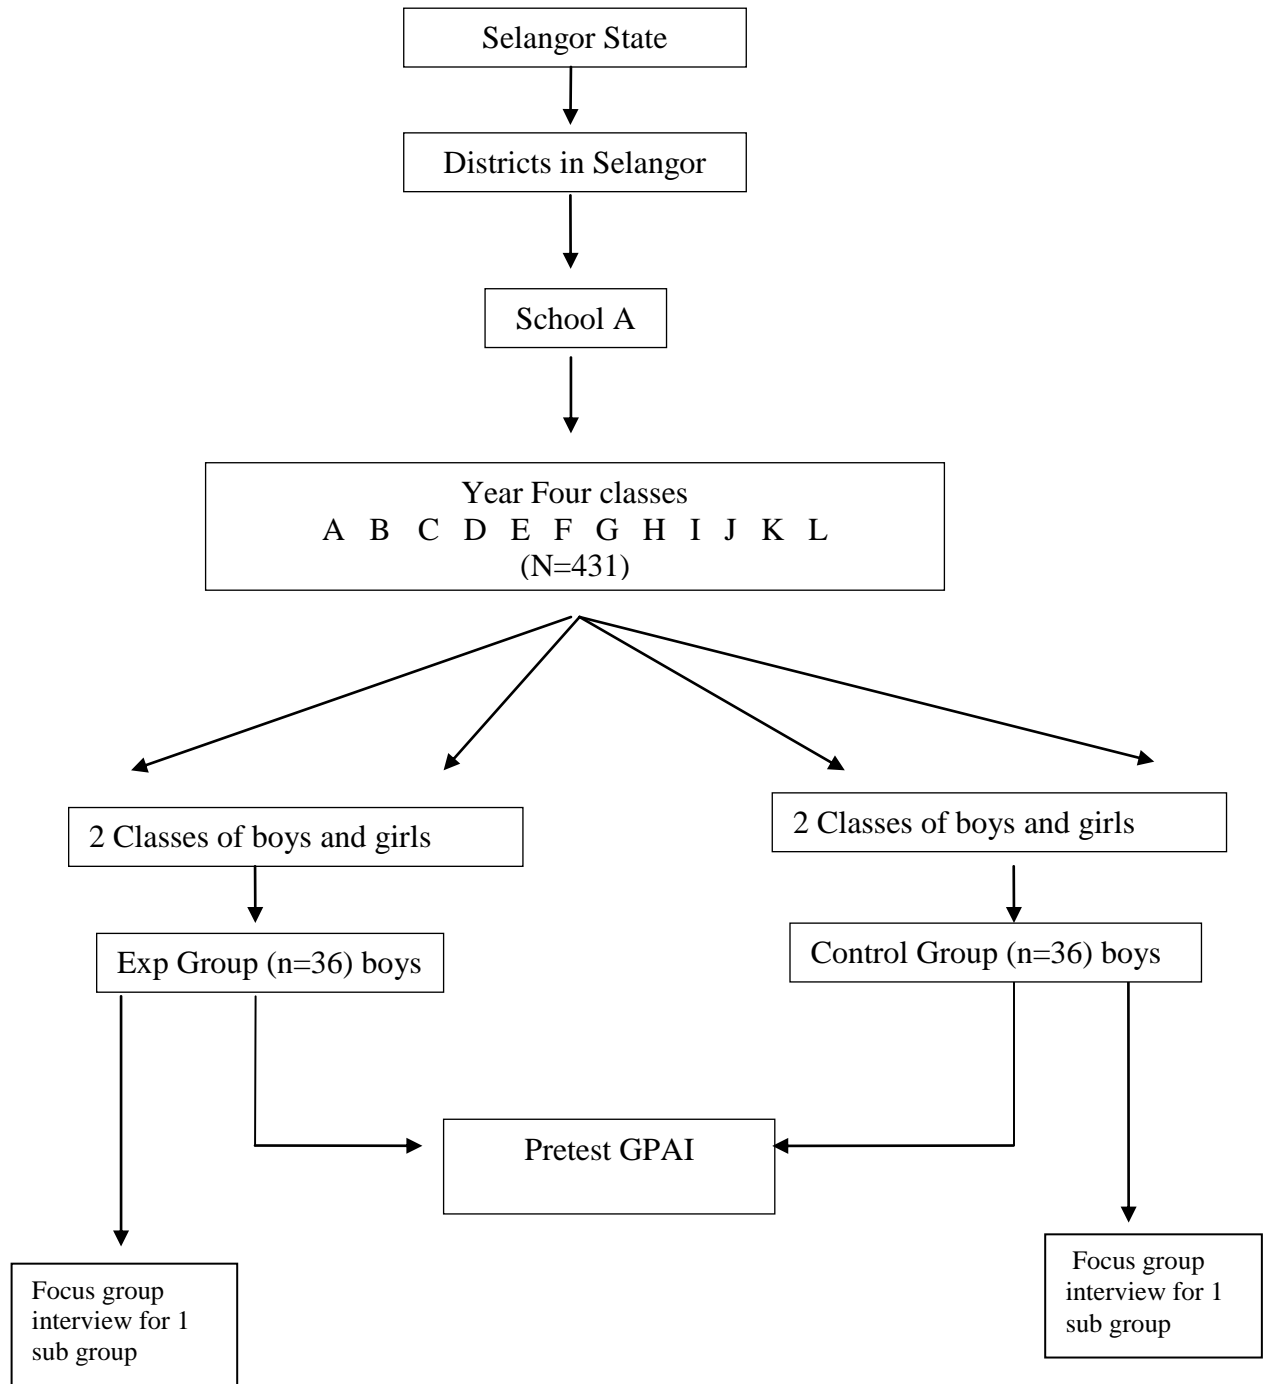 Selangor State
Districts in Selangor
School A
Year Four classes
A B C D E F G H I J K L
(N=431)
2 Classes of boys and girls
2 Classes of boys and girls
Exp Group (n=36) boys
Control Group (n=36) boys
Pretest GPAI
Focus group
interview for 1
sub group
Focus group
interview for 1
sub group